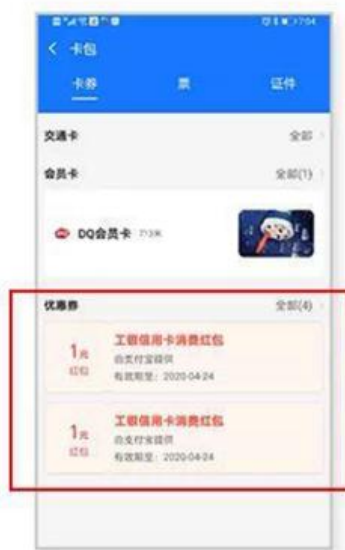 7:04
卡包
卡券 票 证件
交通卡 全部
会员卡 全部(1)
DQ会员卡
优惠券 全部(4)
1元 红包
工银信用卡消费红包
由支付宝提供
有效期至：2020-04-24
1元 红包
工银信用卡消费红包
由支付宝提供
有效期至：2020-04-24